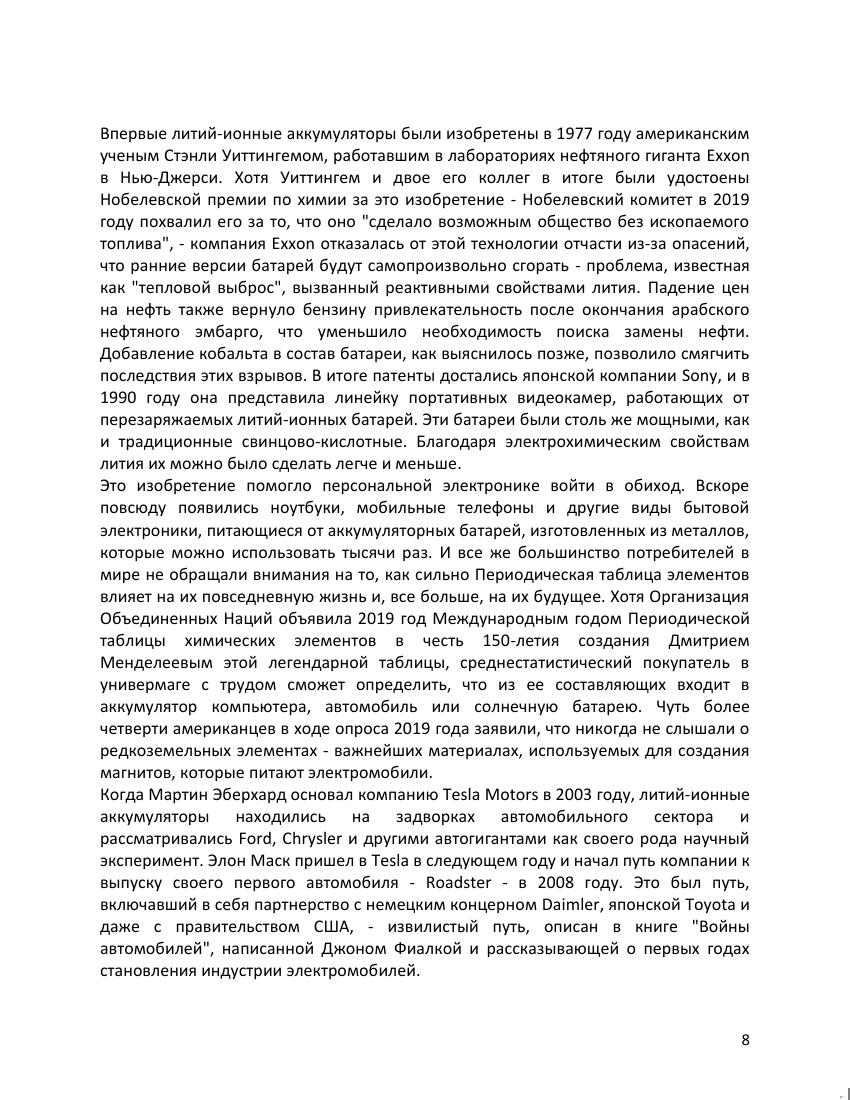 Впервые литий-ионные аккумуляторы были изобретены в 1977 году американским
ученым Стэнли Уиттингемом, работавшим в лабораториях нефтяного гиганта Exxon
в Нью-Джерси. Хотя Уиттингем и двое его коллег в итоге были удостоены
Нобелевской премии по химии за это изобретение - Нобелевский комитет в 2019
году похвалил его за то, что оно "сделало возможным общество без ископаемого
топлива", - компания Exxon отказалась от этой технологии отчасти из-за опасений,
что ранние версии батарей будут самопроизвольно сгорать - проблема, известная
как "тепловой выброс", вызванный реактивными свойствами лития. Падение цен
на нефть также вернуло бензину привлекательность после окончания арабского
нефтяного эмбарго, что уменьшило необходимость поиска замены нефти.
Добавление кобальта в состав батареи, как выяснилось позже, позволило смягчить
последствия этих взрывов. В итоге патенты достались японской компании Sony, и в
1990 году она представила линейку портативных видеокамер, работающих от
перезаряжаемых литий-ионных батарей. Эти батареи были столь же мощными, как
и традиционные свинцово-кислотные. Благодаря электрохимическим свойствам
лития их можно было сделать легче и меньше.
Это изобретение помогло персональной электронике войти в обиход. Вскоре
повсюду появились ноутбуки, мобильные телефоны и другие виды бытовой
электроники, питающиеся от аккумуляторных батарей, изготовленных из металлов,
которые можно использовать тысячи раз. И все же большинство потребителей в
мире не обращали внимания на то, как сильно Периодическая таблица элементов
влияет на их повседневную жизнь и, все больше, на их будущее. Хотя Организация
Объединенных Наций объявила 2019 год Международным годом Периодической
таблицы химических элементов в честь 150-летия создания Дмитрием
Менделеевым этой легендарной таблицы, среднестатистический покупатель в
универмаге с трудом сможет определить, что из ее составляющих входит в
аккумулятор компьютера, автомобиль или солнечную батарею. Чуть более
четверти американцев в ходе опроса 2019 года заявили, что никогда не слышали о
редкоземельных элементах - важнейших материалах, используемых для создания
магнитов, которые питают электромобили.
Когда Мартин Эберхард основал компанию Tesla Motors в 2003 году, литий-ионные
аккумуляторы находились на задворках автомобильного сектора и
рассматривались Ford, Chrysler и другими автогигантами как своего рода научный
эксперимент. Элон Маск пришел в Tesla в следующем году и начал путь компании к
выпуску своего первого автомобиля - Roadster - в 2008 году. Это был путь,
включавший в себя партнерство с немецким концерном Daimler, японской Toyota и
даже с правительством США, - извилистый путь, описан в книге "Войны
автомобилей", написанной Джоном Фиалкой и рассказывающей о первых годах
становления индустрии электромобилей.
8